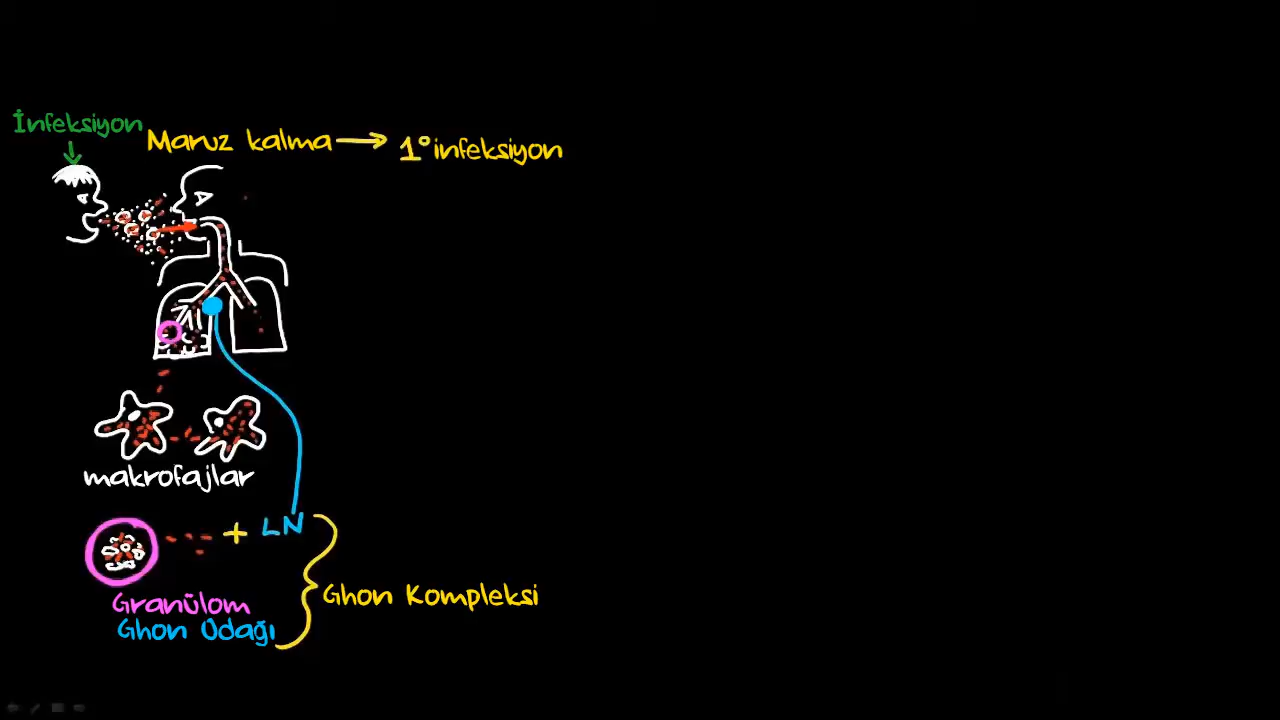 İnfeksiyon
Maruz kalma → 1° infeksiyon
makrofajlar
+ LN
Granülom
Ghon Odağı
Ghon Kompleksi